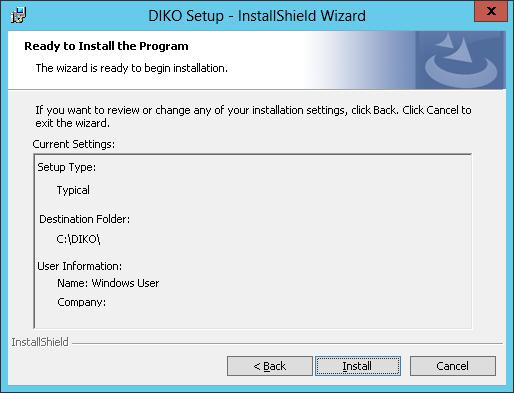 DIKO Setup - InstallShield Wizard
x
Ready to Install the Program
The wizard is ready to begin installation.
If you want to review or change any of your installation settings, click Back. Click Cancel to
exit the wizard.
Current Settings:
Setup Type:
Typical
Destination Folder:
C:\DIKO\
User Information:
Name: Windows User
Company:
InstallShield
< Back
Install
Cancel